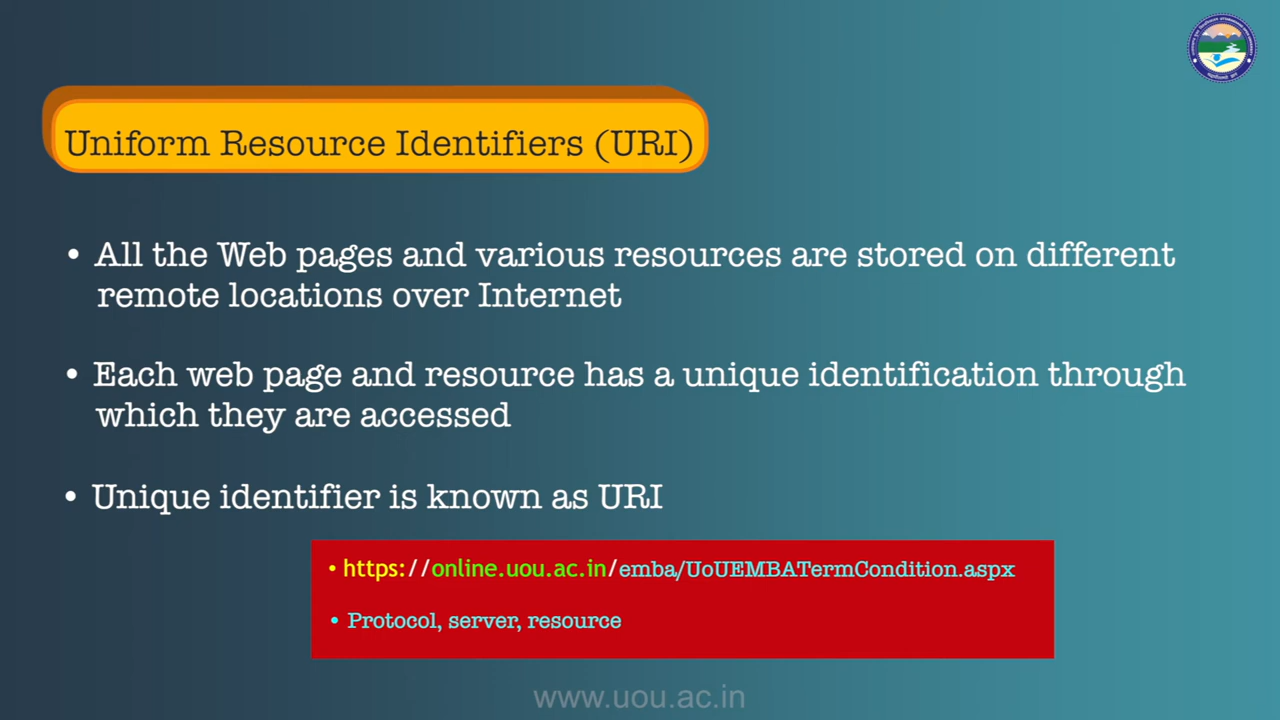 Uniform Resource Identifiers (URI)
• All the Web pages and various resources are stored on different
remote locations over Internet
• Each web page and resource has a unique identification through
which they are accessed
• Unique identifier is known as URI
• https://online.uou.ac.in/emba/UoUEMBATermCondition.aspx
• Protocol, server, resource
www.uou.ac.in